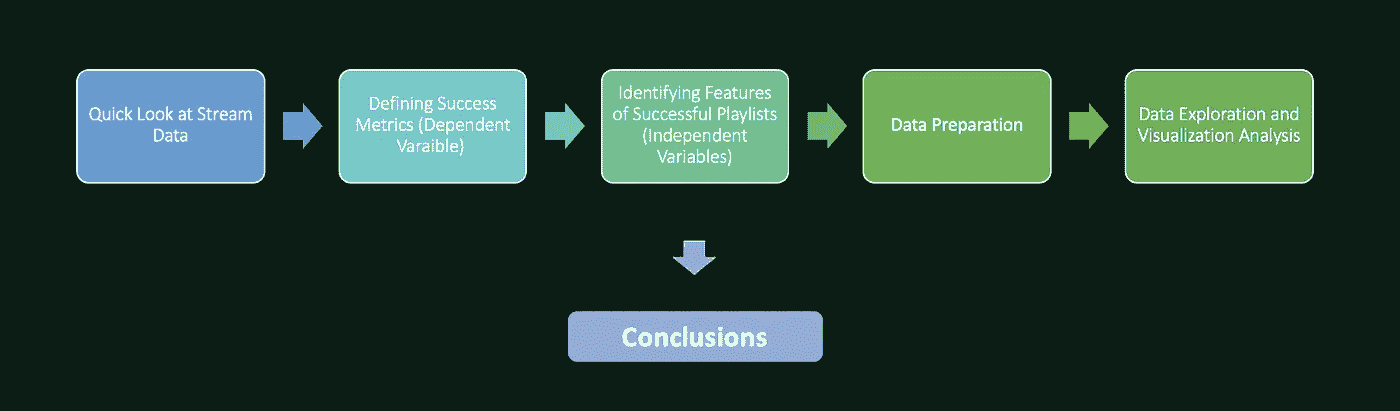 Quick Look at Stream
Data
Defining Success
Metrics (Dependent
Varaible)
Identifying Features
of Successful Playlists
(Independent
Variables)
Data Preparation
Data Exploration and
Visualization Analysis
Conclusions